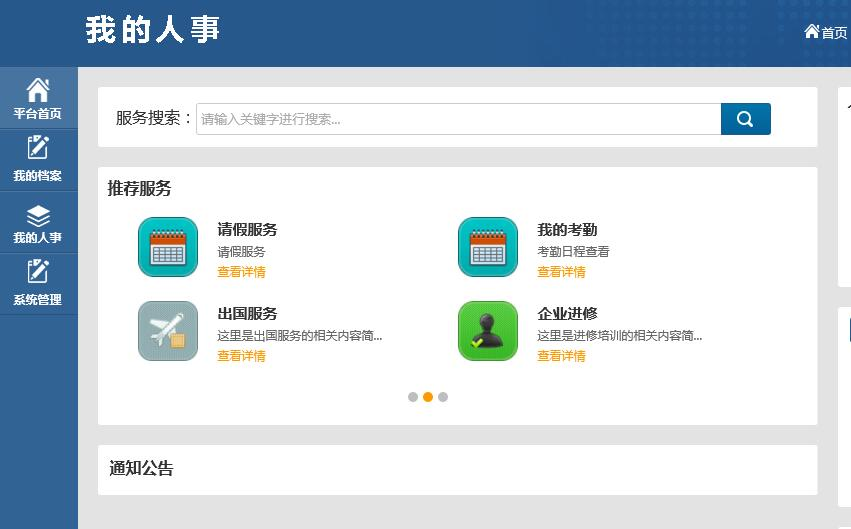 我的人事
首页
平台首页
我的档案
我的人事
系统管理
服务搜索：
请输入关键字进行搜索...
推荐服务
请假服务
请假服务
查看详情
我的考勤
考勤日程查看
查看详情
出国服务
这里是出国服务的相关内容简...
查看详情
企业进修
这里是进修培训的相关内容简...
查看详情
通知公告